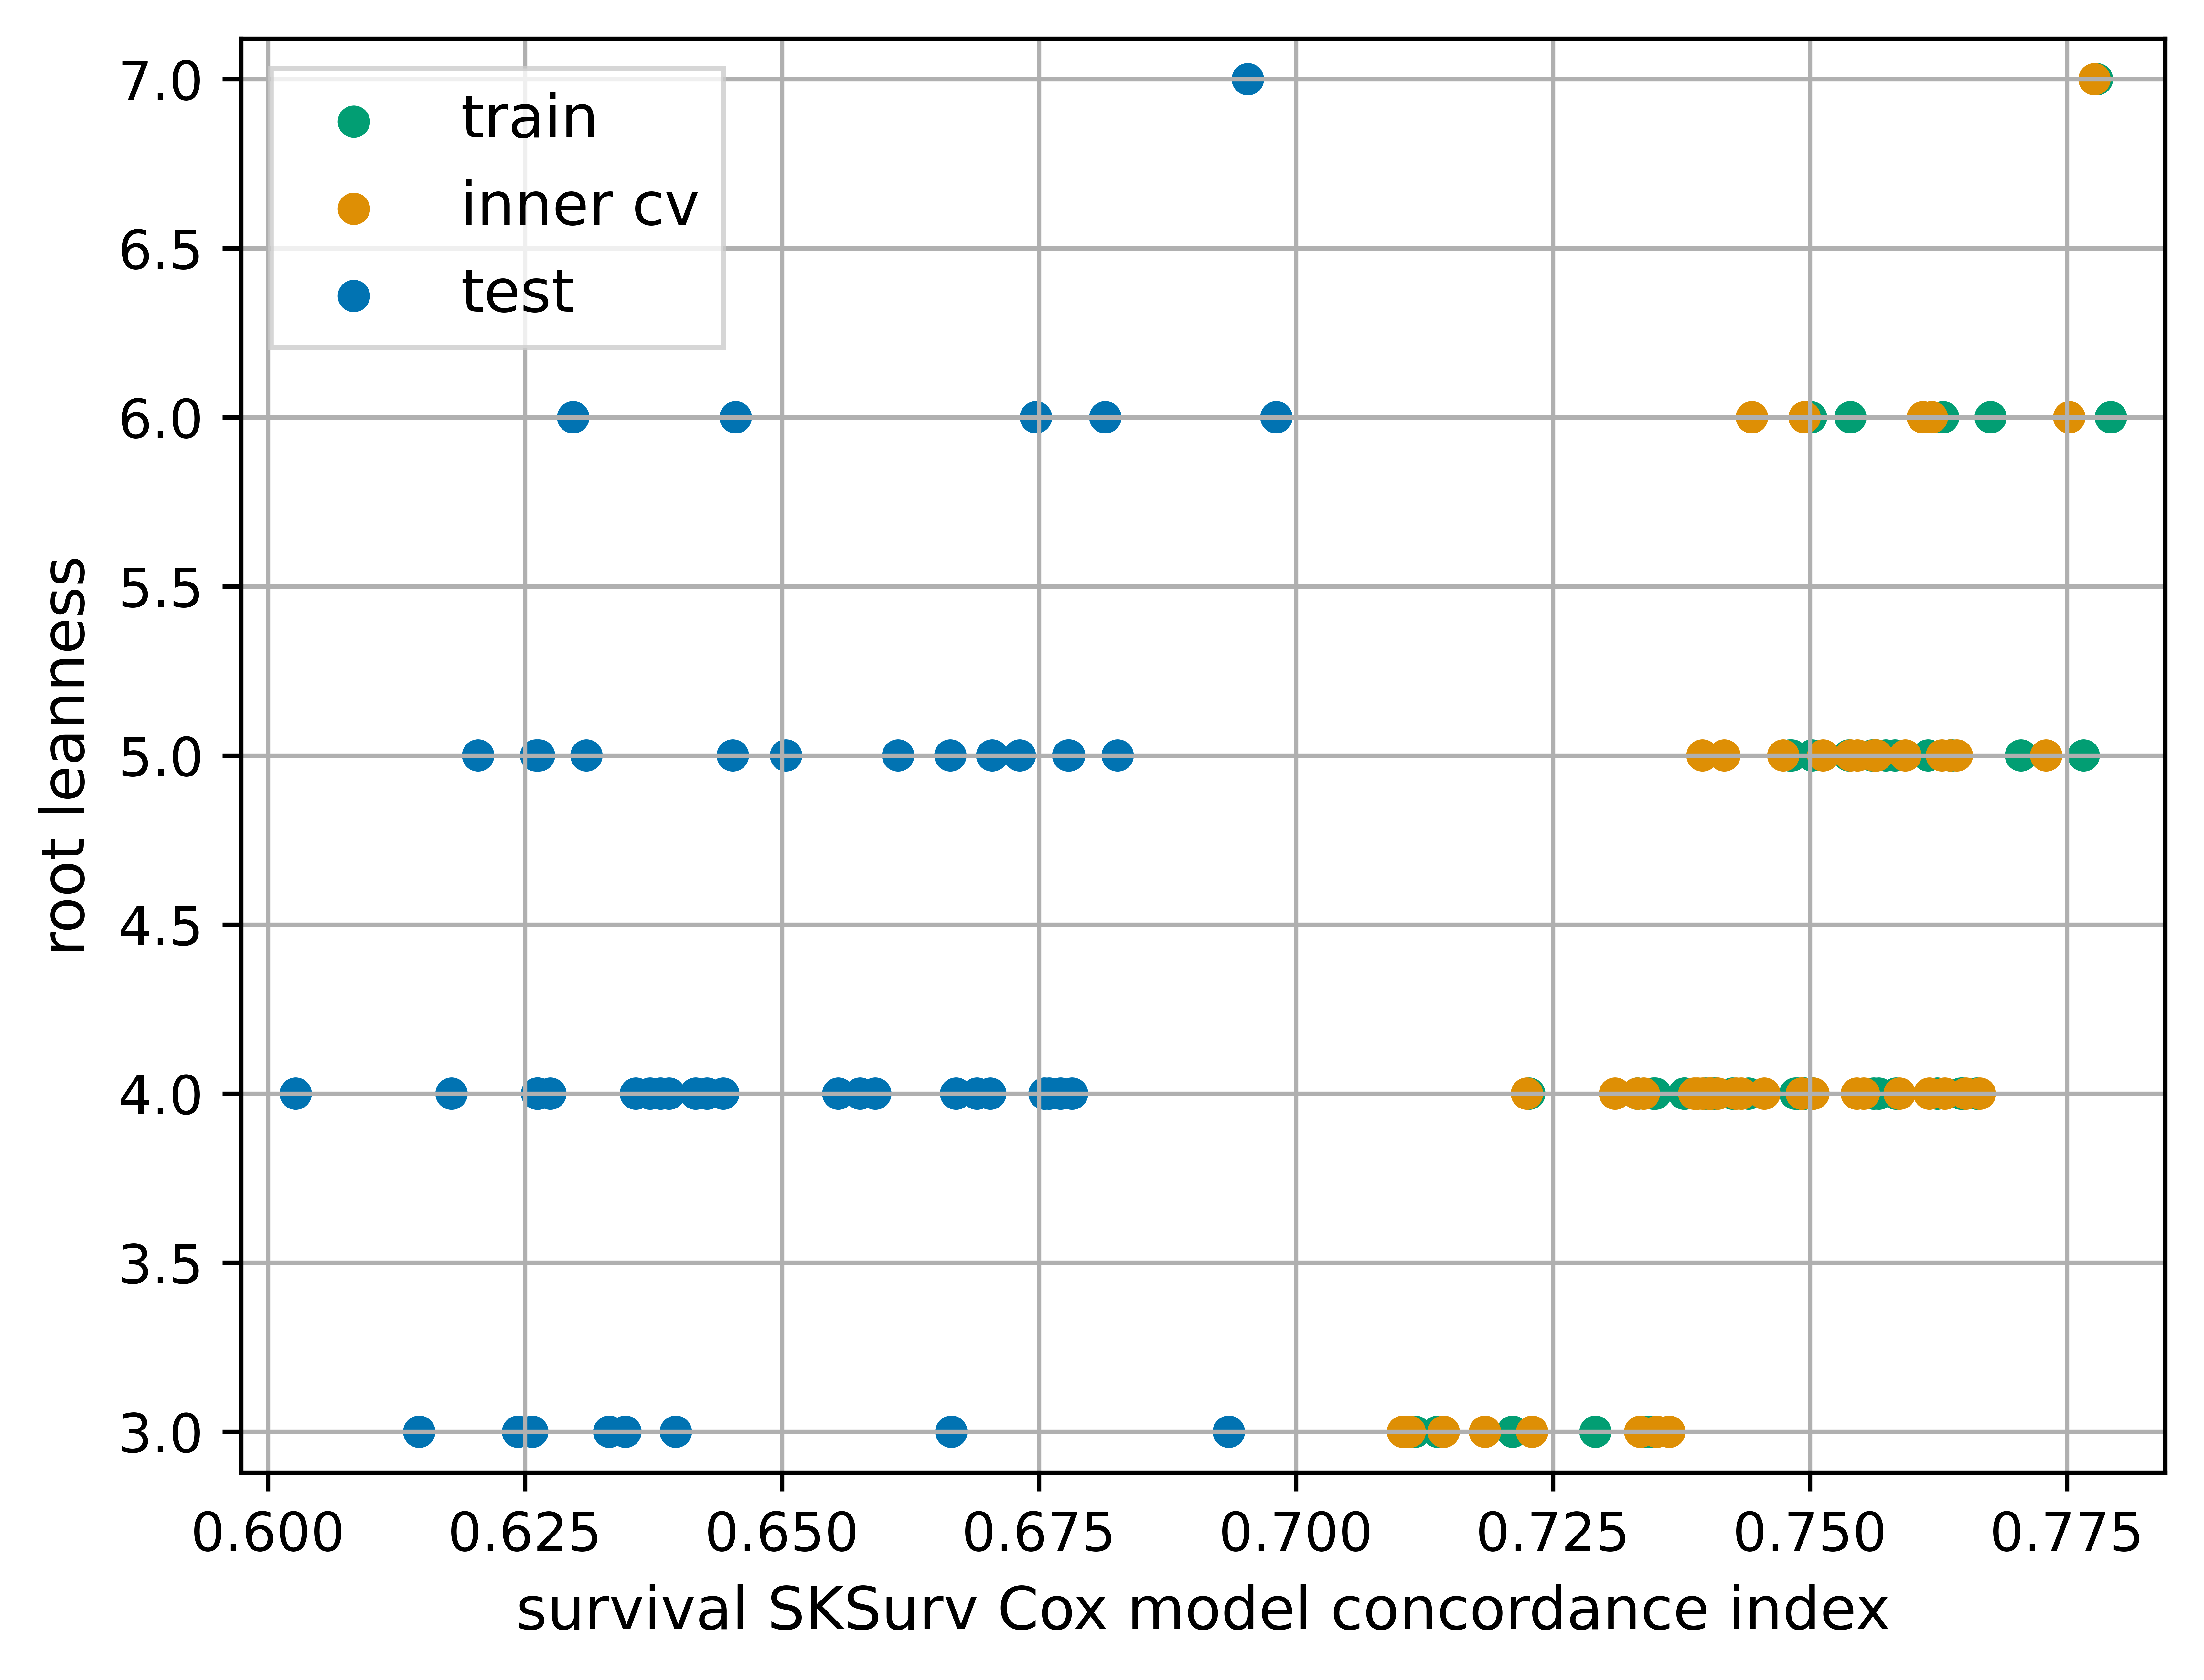 7.0
6.5
6.0
5.5
5.0
4.5
4.0
3.5
3.0
root leanness
train
inner cv
test
0.600 0.625 0.650 0.675 0.700 0.725 0.750 0.775
survival SKSurv Cox model concordance index